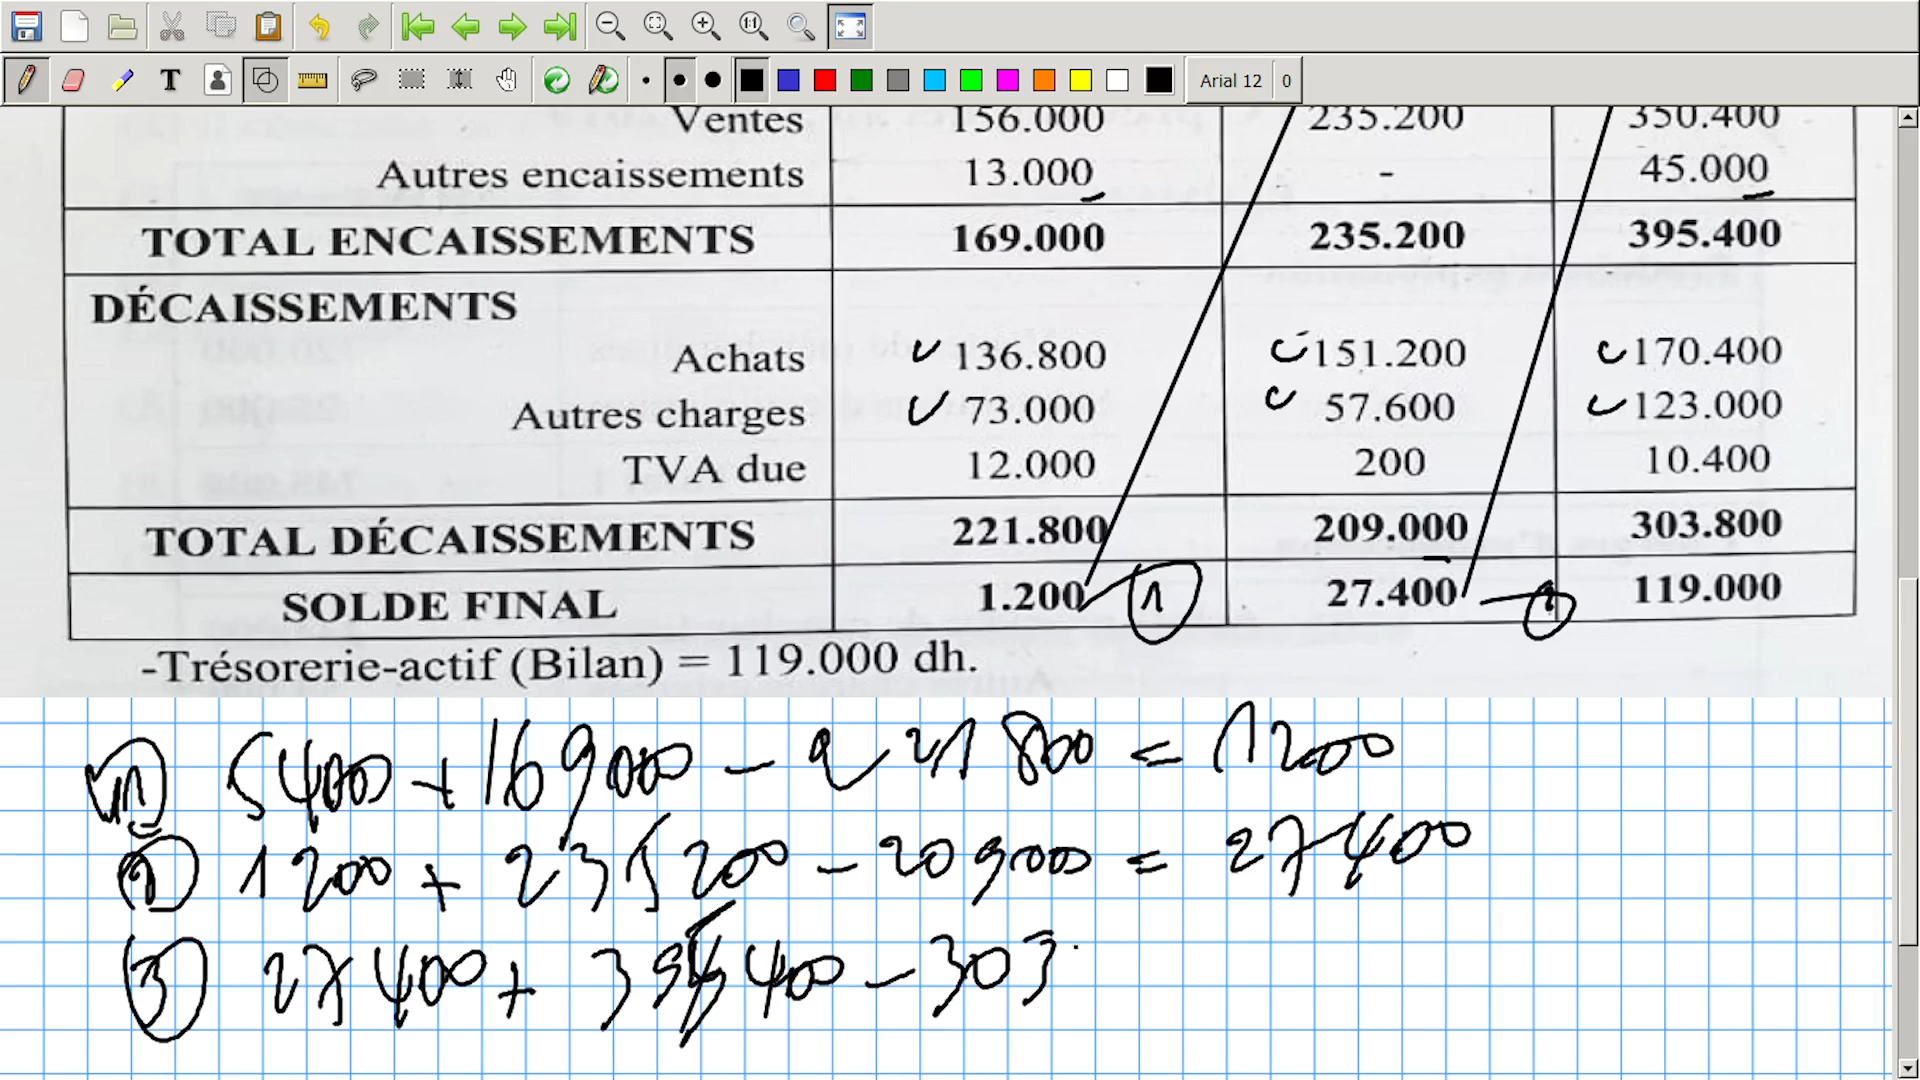 T Arial 12 0
Ventes 156.000 235.200 350.400
Autres encaissements 13.000 - 45.000
TOTAL ENCAISSEMENTS 169.000 235.200 395.400
DÉCAISSEMENTS
Achats 136.800 151.200 170.400
Autres charges 73.000 57.600 123.000
TVA due 12.000 200 10.400
TOTAL DÉCAISSEMENTS 221.800 209.000 303.800
SOLDE FINAL 1.200 1 27.400 2 119.000
-Trésorerie-actif (Bilan) = 119.000 dh.
1 5400 + 169000 - 221800 = 1200
2 1200 + 235200 - 209000 = 27400
3 27400 + 395400 - 303